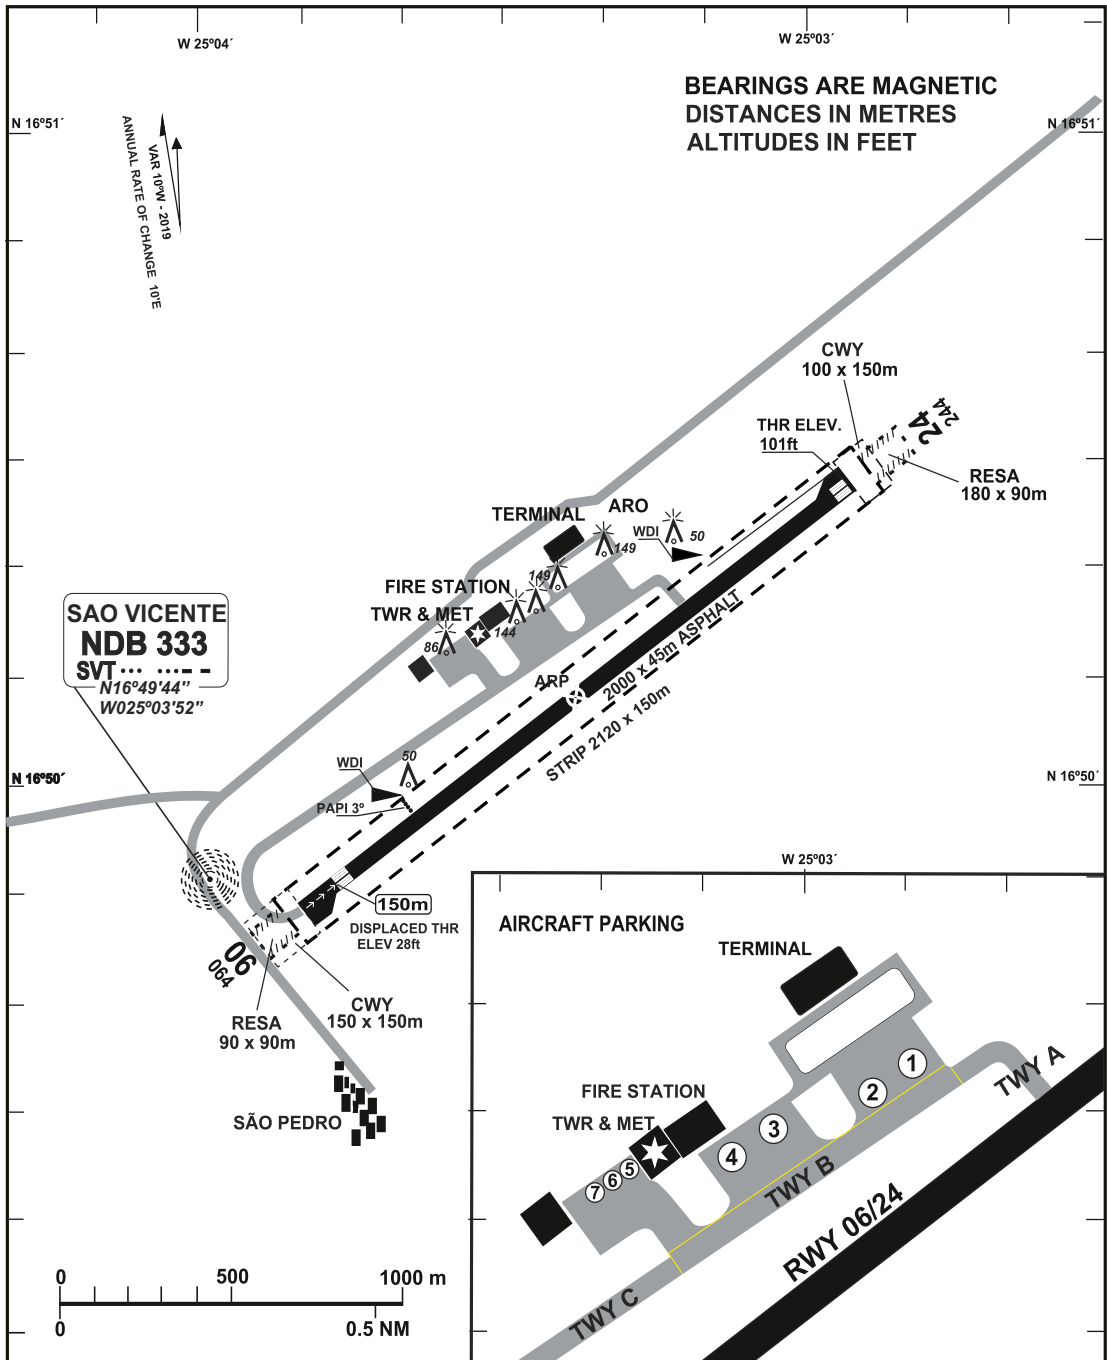 W 25º04´
W 25º03´
BEARINGS ARE MAGNETIC
DISTANCES IN METRES
ALTITUDES IN FEET
N 16º51´
N 16º51´
VAR 10ºW - 2019
ANNUAL RATE OF CHANGE 10'E
CWY
100 x 150m
THR ELEV.
101ft
24
244
RESA
180 x 90m
TERMINAL
ARO
WDI
50
149
149
FIRE STATION
TWR & MET
144
86
SAO VICENTE
NDB 333
SVT
N16º49'44”
W025º03'52”
ARP
2000 x 45m ASPHALT
STRIP 2120 x 150m
N 16º50´
N 16º50´
WDI
50
PAPI 3º
150m
DISPLACED THR
ELEV 28ft
06
064
CWY
150 x 150m
RESA
90 x 90m
SÃO PEDRO
0
500
1000 m
0
0.5 NM
W 25º03´
AIRCRAFT PARKING
TERMINAL
1
2
3
4
5
6
7
FIRE STATION
TWR & MET
TWY A
TWY B
TWY C
RWY 06/24